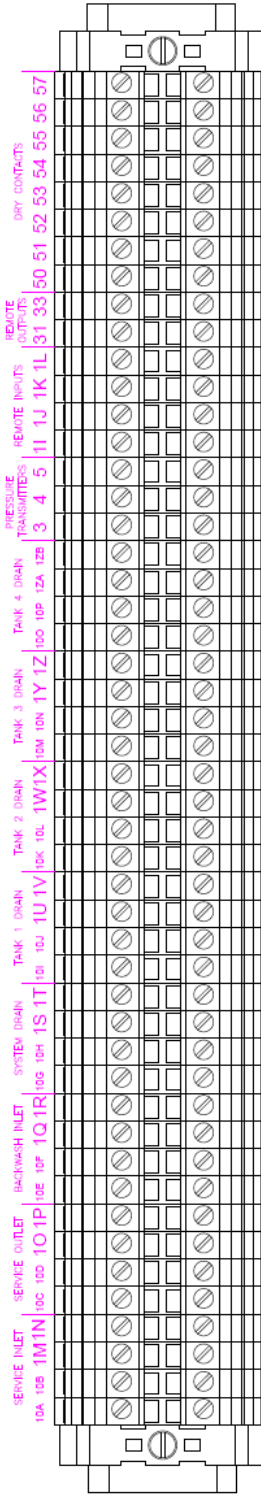 SERVICE INLET
10A 10B 1M 1N
SERVICE OUTLET
10C 10D 1O 1P
BACKWASH INLET
10E 10F 1Q 1R
SYSTEM DRAIN
10G 10H 1S 1T
TANK 1 DRAIN
10I 10J 1U 1V
TANK 2 DRAIN
10K 10L 1W 1X
TANK 3 DRAIN
10M 10N 1Y 1Z
TANK 4 DRAIN
10O 10P 1ZA 1ZB
PRESSURE
TRANSMITTERS
3 4 5
REMOTE INPUTS
1I 1J 1K 1L
REMOTE
OUTPUTS
31 33
DRY CONTACTS
50 51 52 53 54 55 56 57